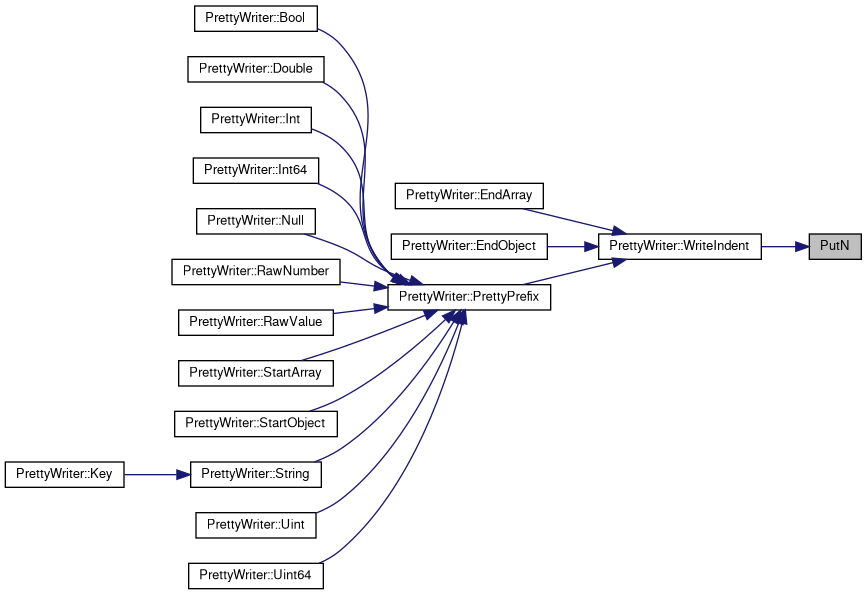 PrettyWriter::Bool
PrettyWriter::Double
PrettyWriter::Int
PrettyWriter::Int64
PrettyWriter::EndArray
PrettyWriter::Null
PrettyWriter::EndObject
PrettyWriter::WriteIndent
PutN
PrettyWriter::RawNumber
PrettyWriter::PrettyPrefix
PrettyWriter::RawValue
PrettyWriter::StartArray
PrettyWriter::StartObject
PrettyWriter::Key
PrettyWriter::String
PrettyWriter::Uint
PrettyWriter::Uint64